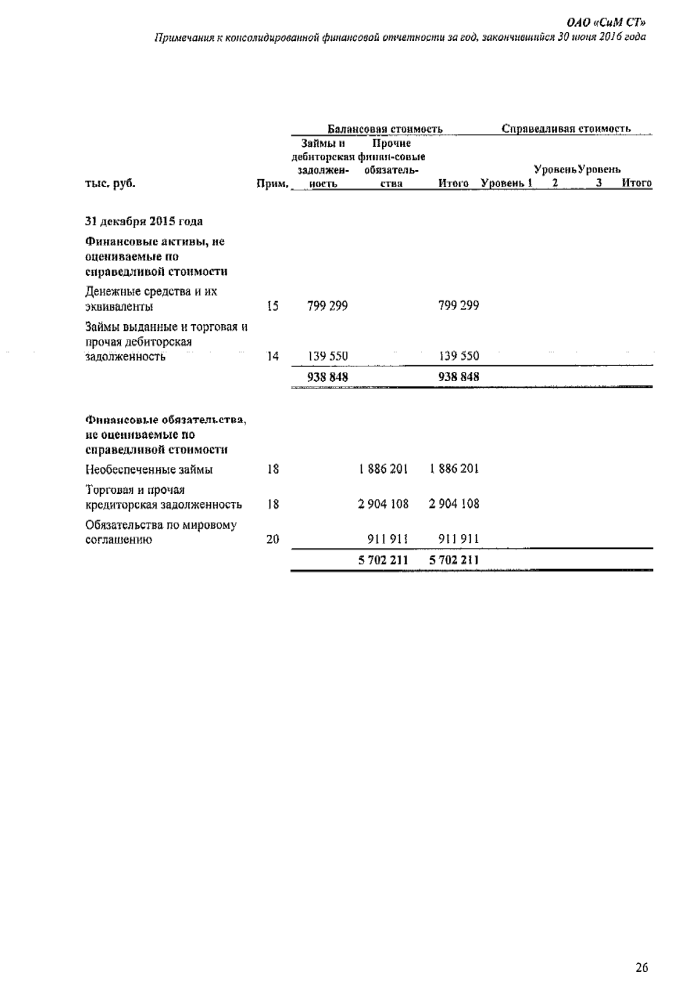 ОАО «СиМ СТ»
Примечания к консолидированной финансовой отчетности за год, закончившийся 30 июня 2016 года
Балансовая стоимость Справедливая стоимость
Займы и Прочие
дебиторская финан-совые
задолжен- обязатель- Уровень Уровень
тыс. руб. Прим. ность ства Итого Уровень 1 2 3 Итого
31 декабря 2015 года
Финансовые активы, не
оцениваемые по
справедливой стоимости
Денежные средства и их
эквиваленты 15 799 299 799 299
Займы выданные и торговая и
прочая дебиторская
задолженность 14 139 550 139 550
938 848 938 848
Финансовые обязательства,
не оцениваемые по
справедливой стоимости
Необеспеченные займы 18 1 886 201 1 886 201
Торговая и прочая
кредиторская задолженность 18 2 904 108 2 904 108
Обязательства по мировому
соглашению 20 911 911 911 911
5 702 211 5 702 211
26